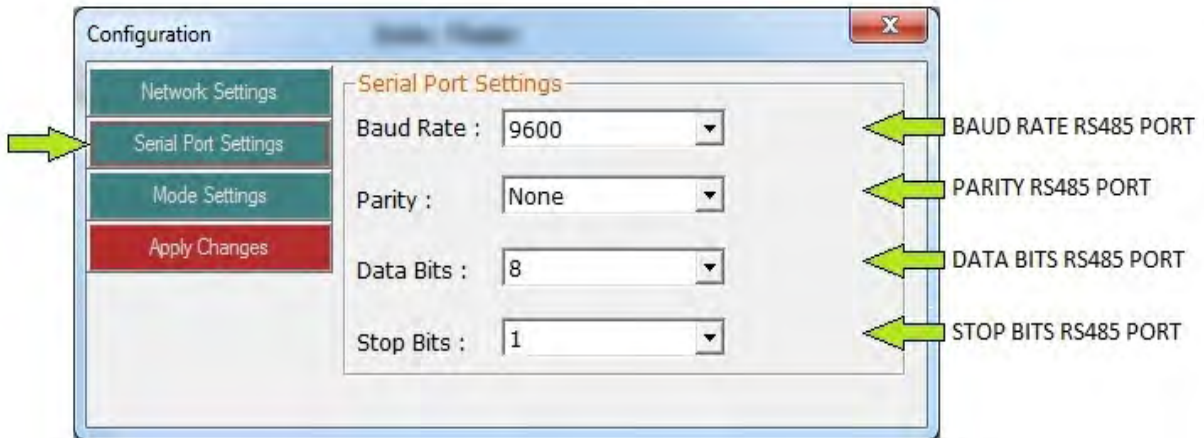 Configuration
X
Network Settings
Serial Port Settings
Mode Settings
Apply Changes
Serial Port Settings
Baud Rate : 9600
Parity : None
Data Bits : 8
Stop Bits : 1
BAUD RATE RS485 PORT
PARITY RS485 PORT
DATA BITS RS485 PORT
STOP BITS RS485 PORT